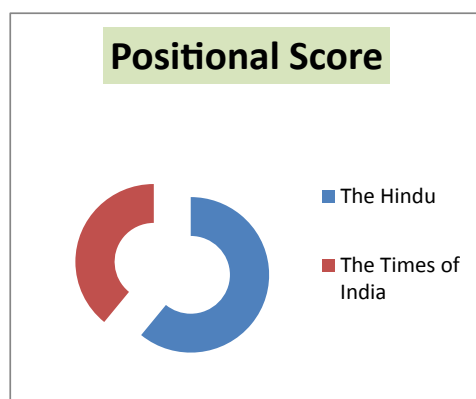 Positional Score
The Hindu
The Times of
India